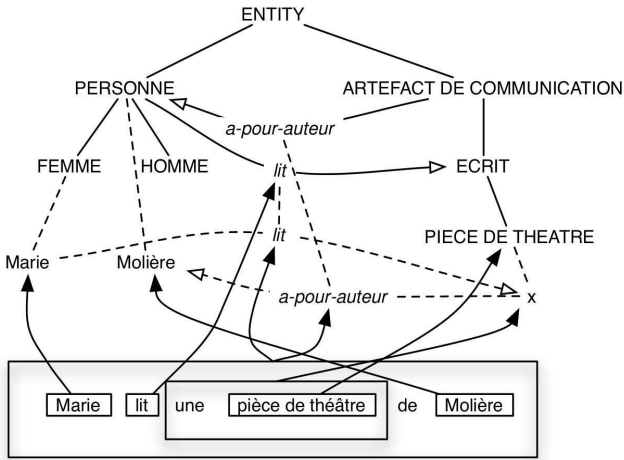 ENTITY
PERSONNE ARTEFACT DE COMMUNICATION
a-pour-auteur
FEMME HOMME lit ECRIT
lit PIECE DE THEATRE
Marie Molière
a-pour-auteur x
Marie lit une pièce de théâtre de Molière